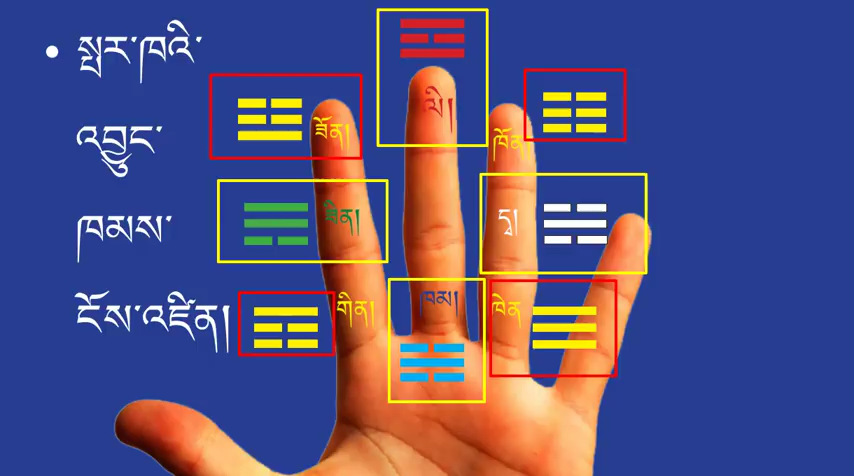 • སྤར་ཁའི་
འབྱུང་
ཁམས་
ངོས་འཛིན།
ལི།
ཟོན།
ཁོན།
ཟིན།
དྭ།
གིན།
ཁམ།
ཁེན